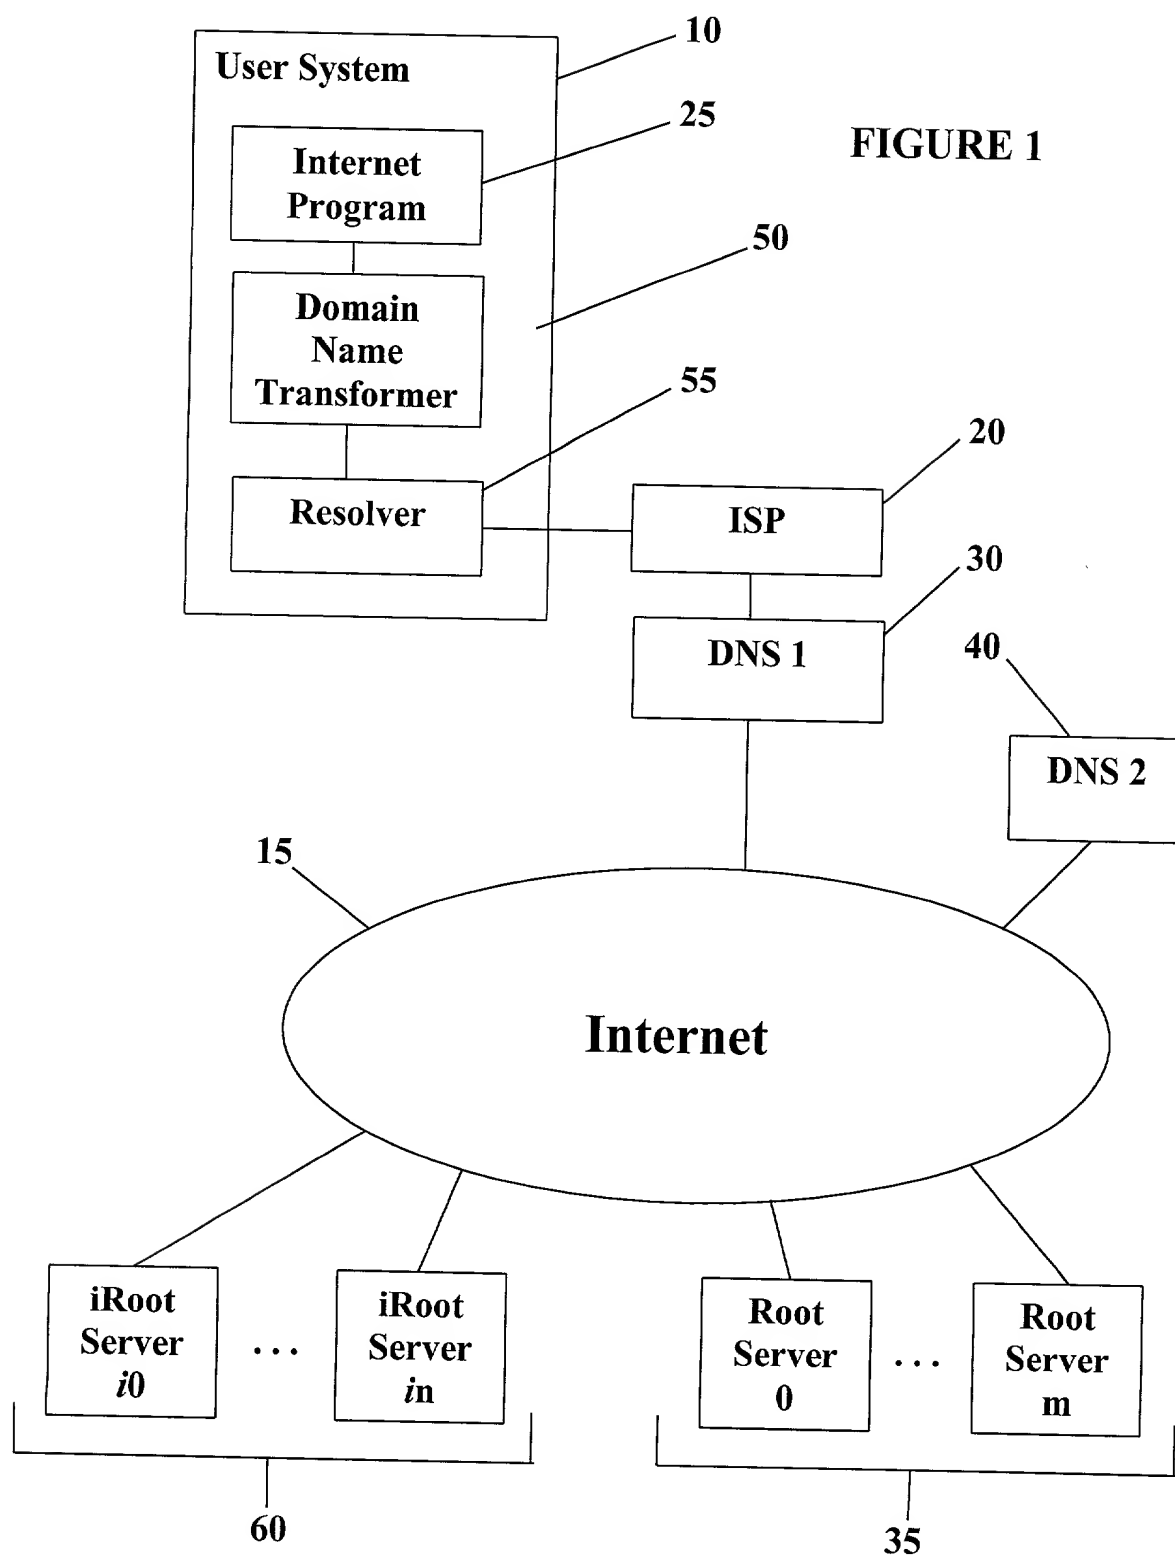 10
User System
25
FIGURE 1
Internet
Program
50
Domain
Name
Transformer
55
20
Resolver
ISP
30
DNS 1
40
DNS 2
15
Internet
iRoot
Server
i0
...
iRoot
Server
in
Root
Server
0
...
Root
Server
m
60
35